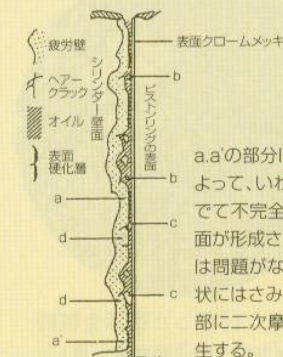 疲労壁
ヘアー
クラック
オイル
表面
硬化層
シリンダー壁面
ピストンリングの表面
表面クロームメッキ
b
b
a
c
d
d
c
a'
a.a'の部分は
よって、いわ
でて不完全
面が形成さ
は問題がな
状にはさみ
部に二次摩
生する。